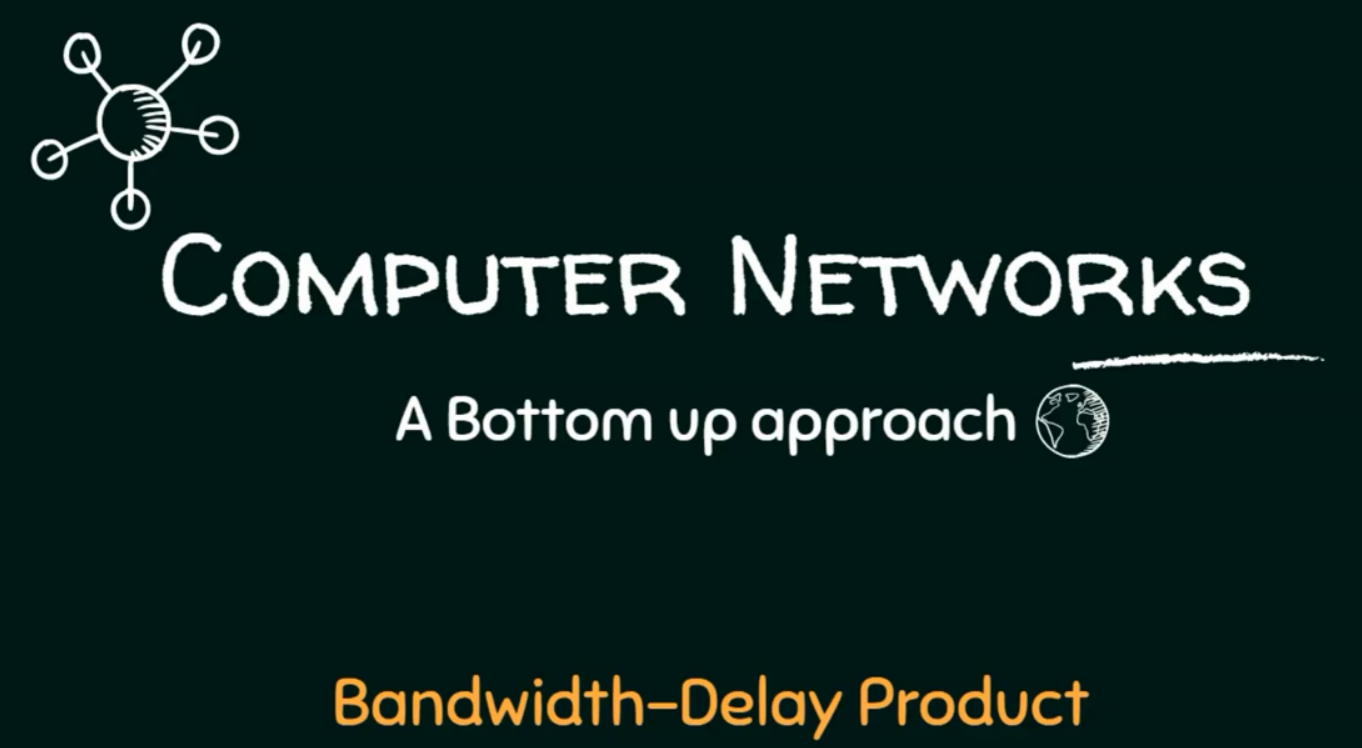 Computer Networks
A Bottom up approach
Bandwidth-Delay Product